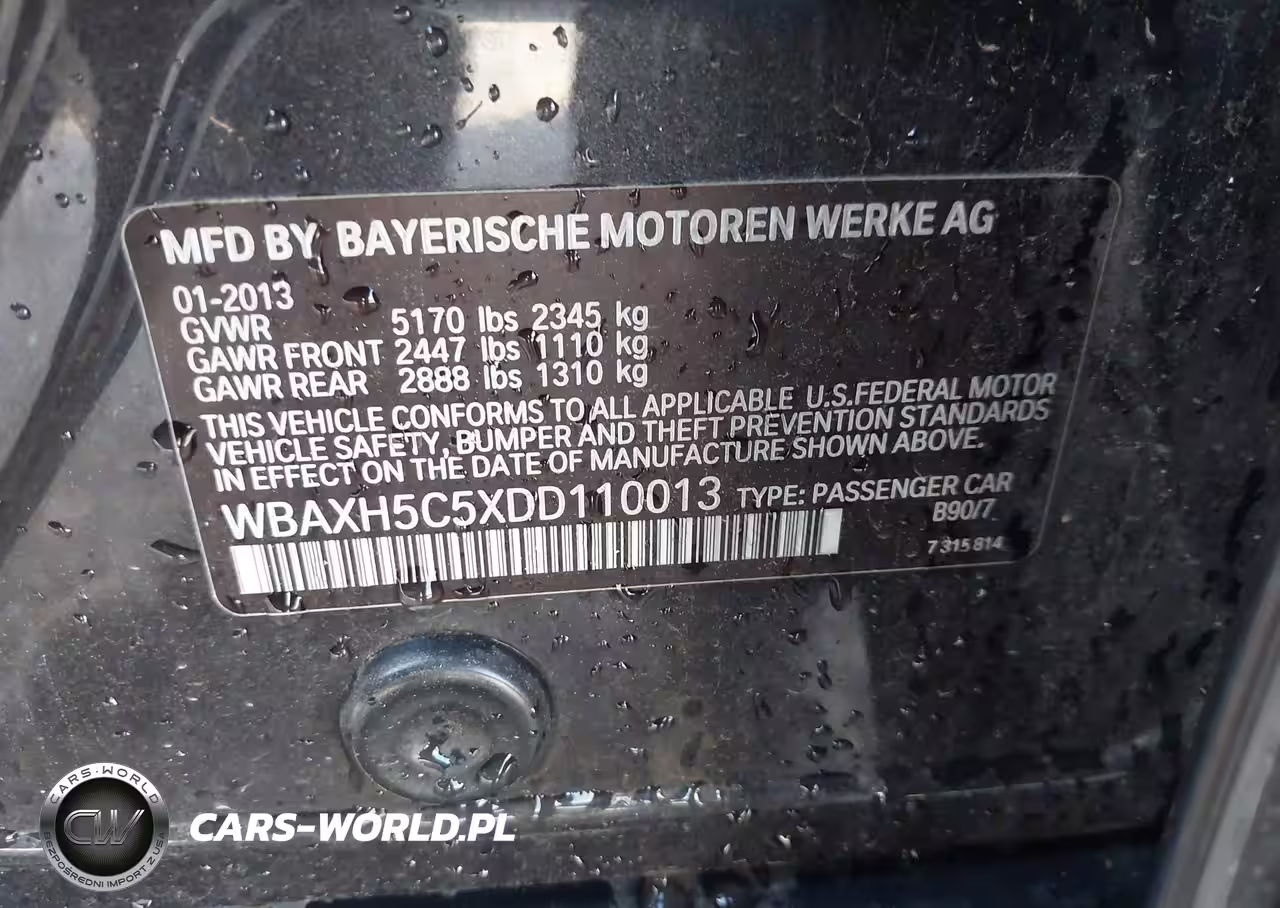 MFD BY BAYERISCHE MOTOREN WERKE AG
01-2013
GVWR 5170 lbs 2345 kg
GAWR FRONT 2447 lbs 1110 kg
GAWR REAR 2888 lbs 1310 kg
THIS VEHICLE CONFORMS TO ALL APPLICABLE U.S.FEDERAL MOTOR
VEHICLE SAFETY, BUMPER AND THEFT PREVENTION STANDARDS
IN EFFECT ON THE DATE OF MANUFACTURE SHOWN ABOVE.
WBAXH5C5XDD110013 TYPE: PASSENGER CAR
B90/7
7 315 814
CARS-WORLD
CW
BEZPOŚREDNI IMPORT Z USA
CARS-WORLD.PL